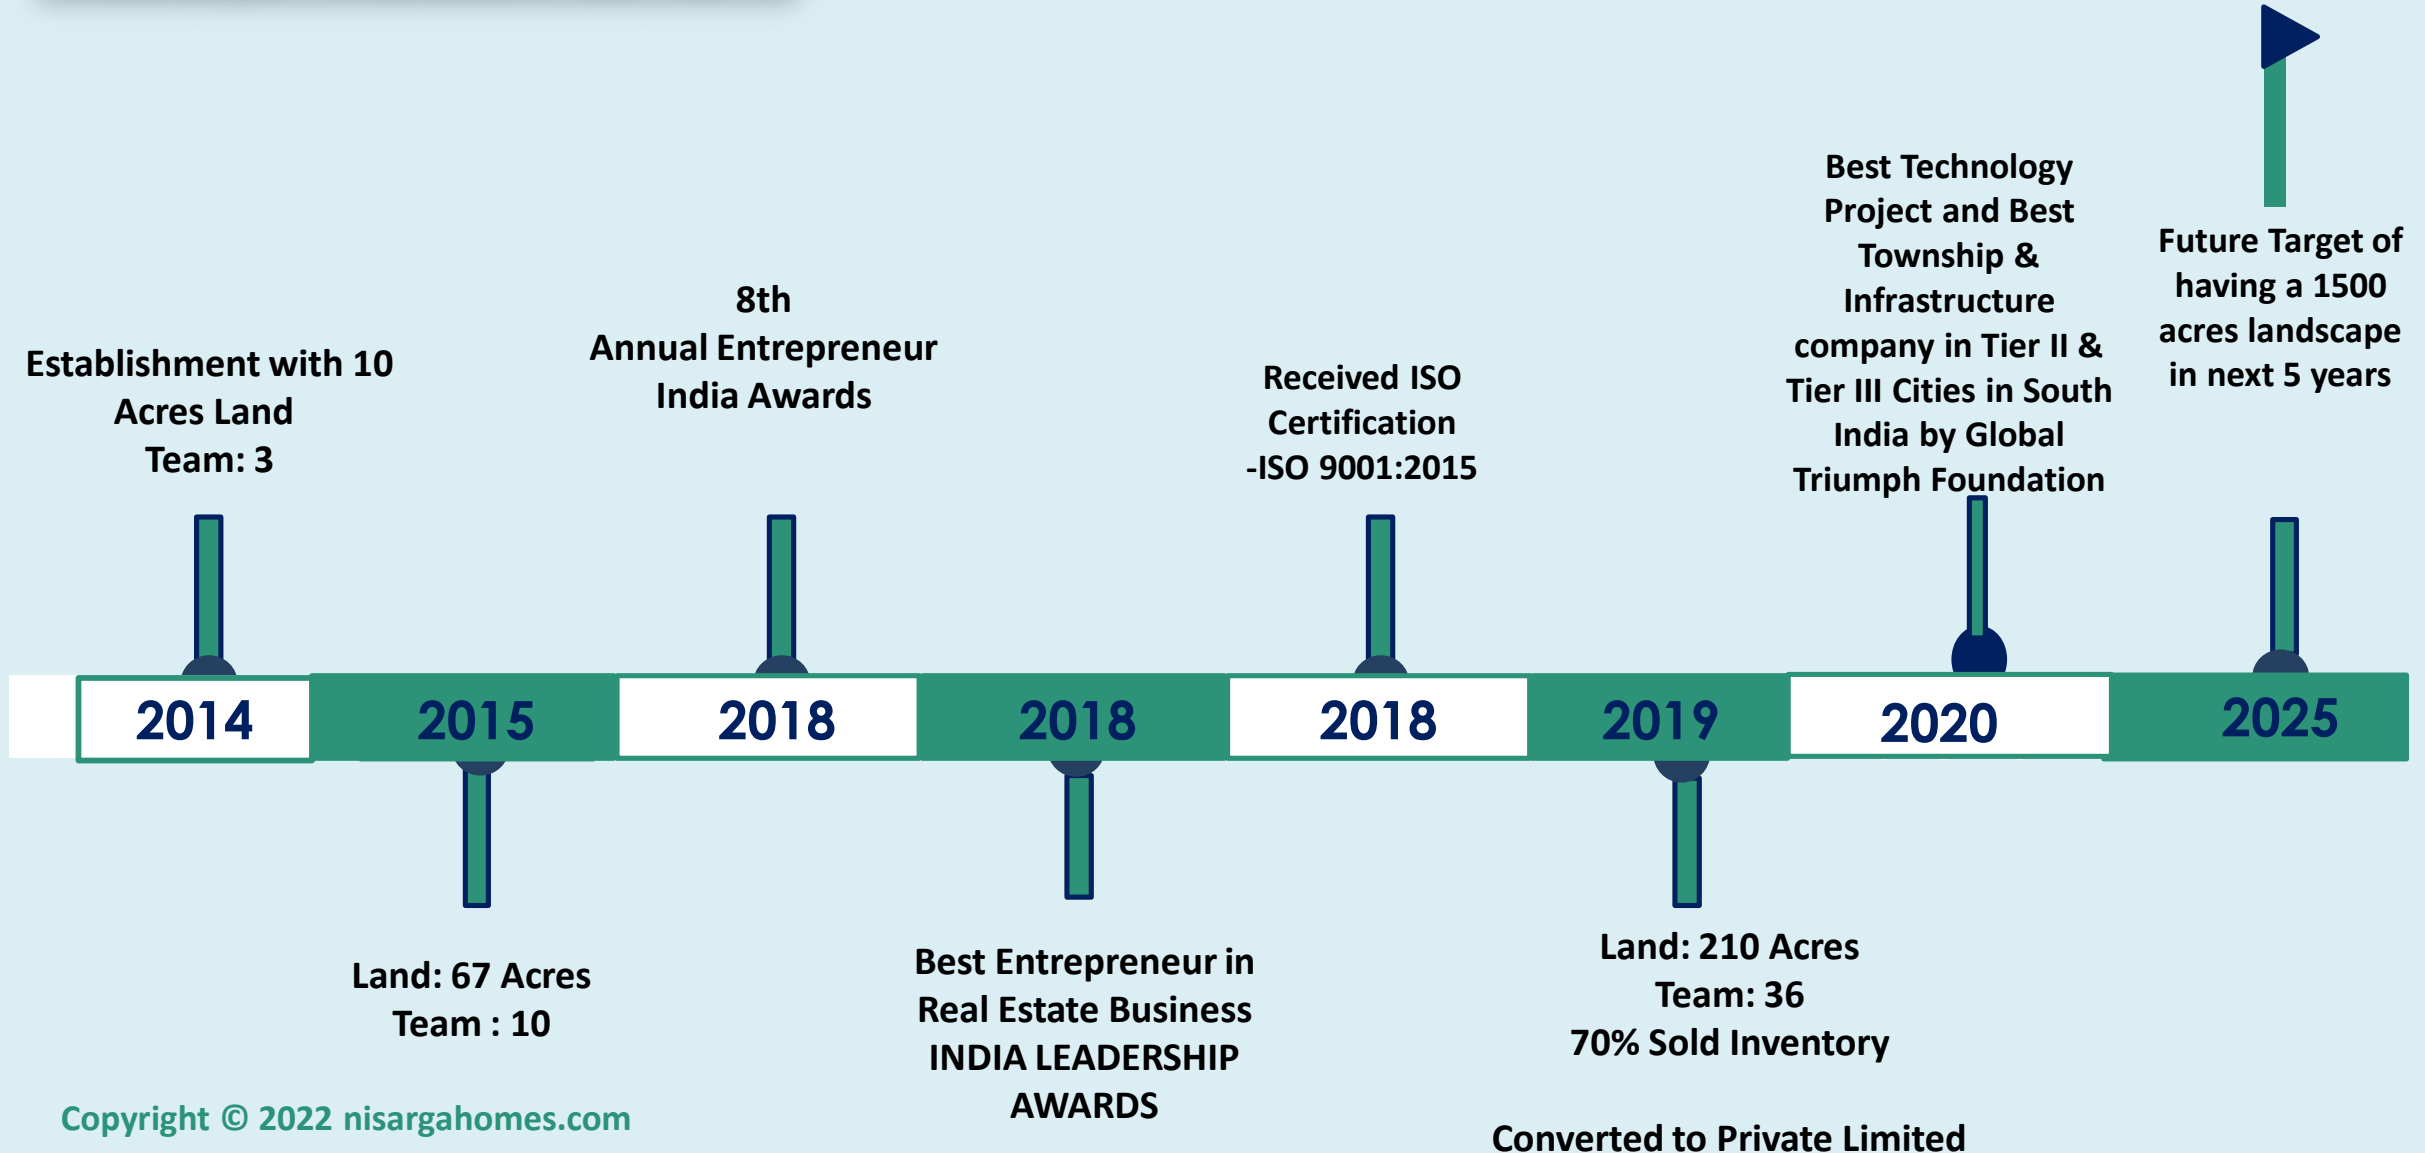 Establishment with 10
Acres Land
Team: 3
8th
Annual Entrepreneur
India Awards
Received ISO
Certification
-ISO 9001:2015
Best Technology
Project and Best
Township &
Infrastructure
company in Tier II &
Tier III Cities in South
India by Global
Triumph Foundation
Future Target of
having a 1500
acres landscape
in next 5 years
2014
2015
2018
2018
2018
2019
2020
2025
Land: 67 Acres
Team : 10
Best Entrepreneur in
Real Estate Business
INDIA LEADERSHIP
AWARDS
Land: 210 Acres
Team: 36
70% Sold Inventory
Converted to Private Limited
Copyright © 2022 nisargahomes.com